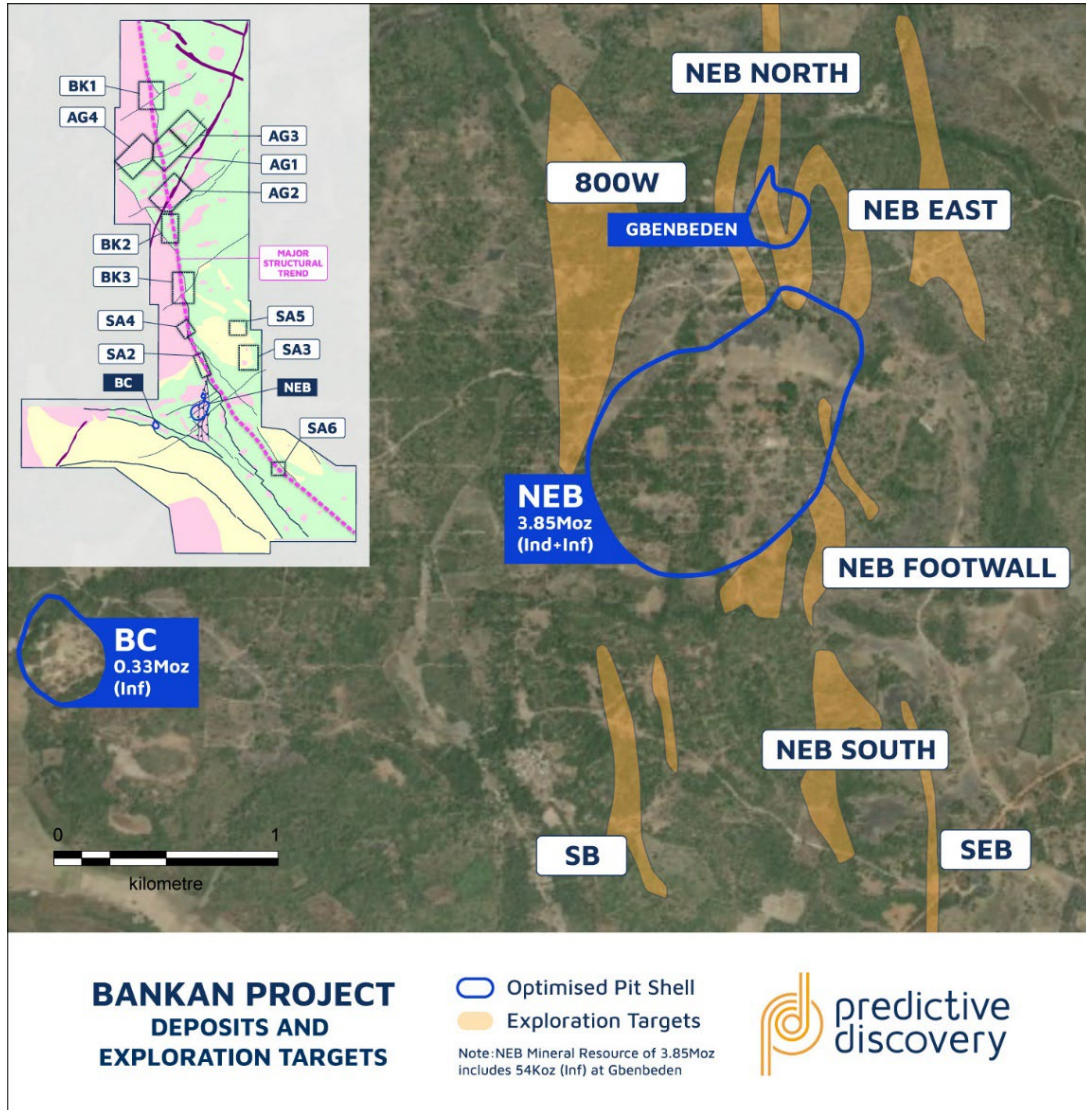 BK1
AG4
AG3
AG1
AG2
BK2
MAJOR
STRUCTURAL
TREND
BK3
SA4
SA5
SA2
SA3
BC
NEB
SA6
NEB NORTH
800W
GBENBEDEN
NEB EAST
NEB
3.85Moz
(Ind+Inf)
NEB FOOTWALL
BC
0.33Moz
(Inf)
NEB SOUTH
SB
SEB
0 1
kilometre
BANKAN PROJECT
DEPOSITS AND
EXPLORATION TARGETS
Optimised Pit Shell
Exploration Targets
Note:NEB Mineral Resource of 3.85Moz
includes 54Koz (Inf) at Gbenbeden
predictive
discovery